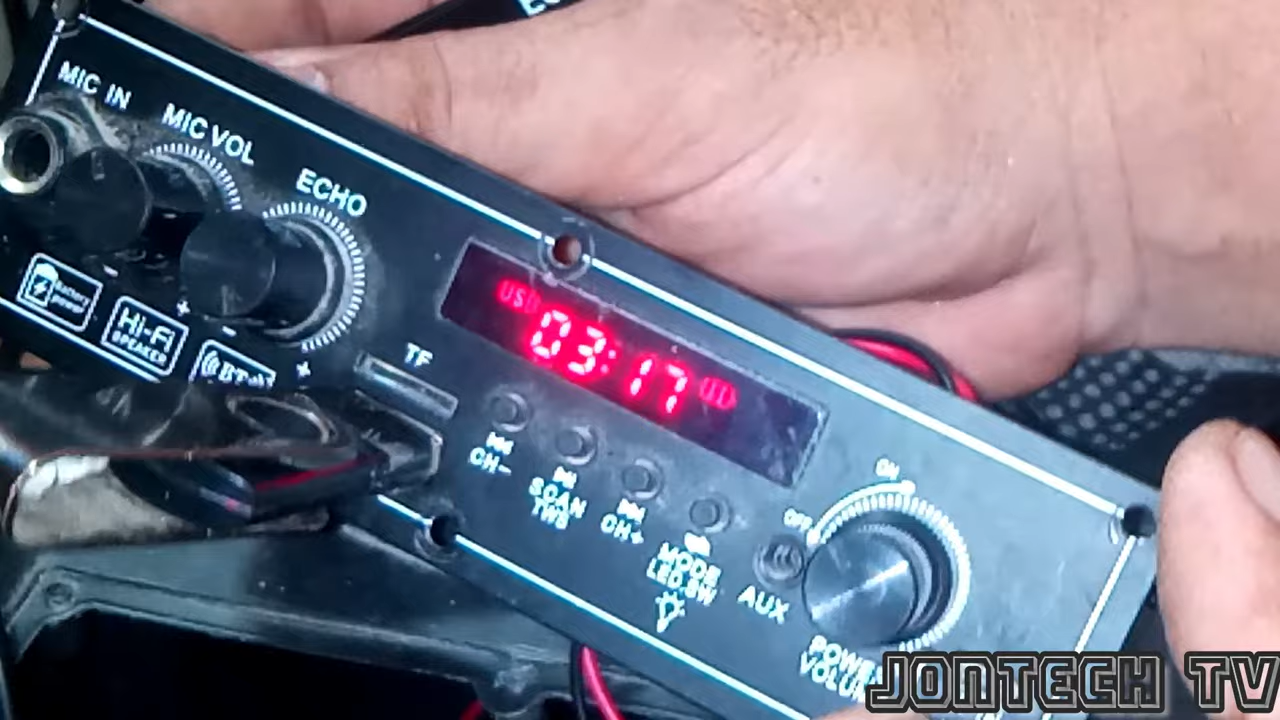 MIC IN
MIC VOL
ECHO
Battery
power
Hi-Fi
SPEAKER
BT
TF
USB
03:17
CH-
SCAN
TWS
CH+
MODE
LED.SW
AUX
OFF
ON
POWER
JONTECH TV